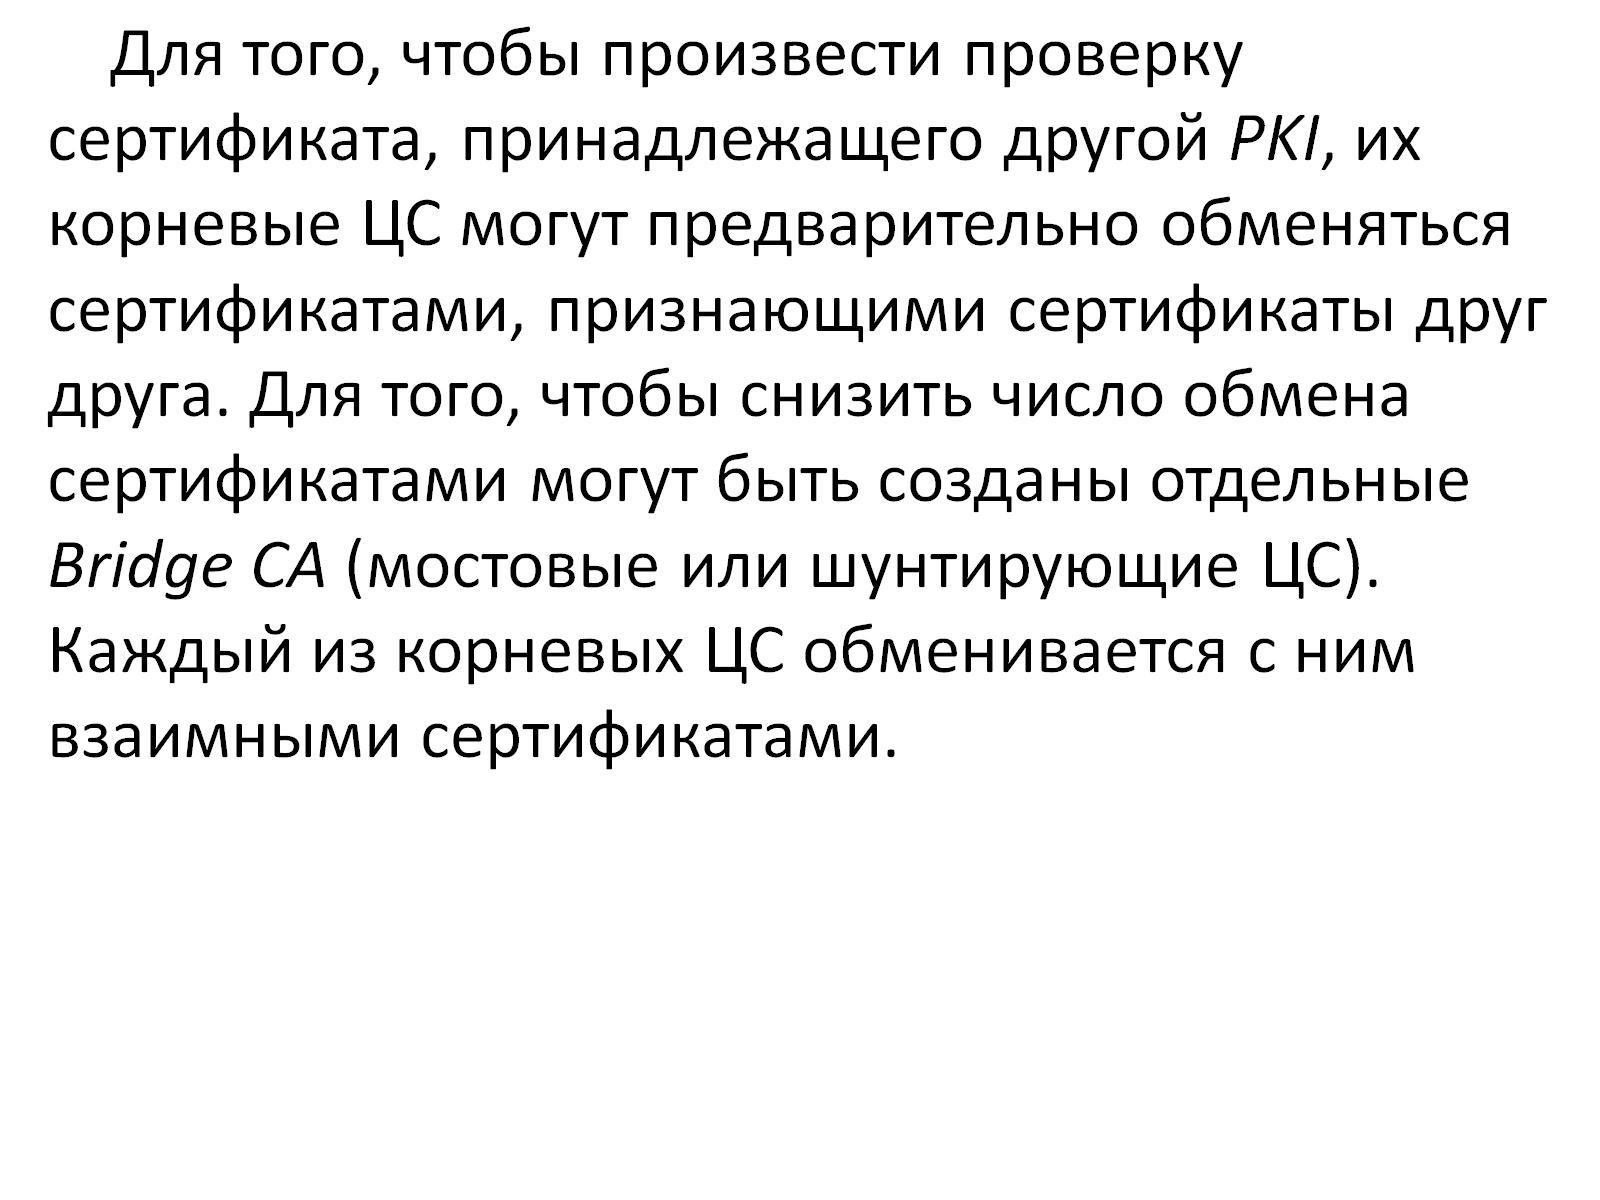 Для того, чтобы произвести проверку
сертификата, принадлежащего другой PKI, их
корневые ЦС могут предварительно обменяться
сертификатами, признающими сертификаты друг
друга. Для того, чтобы снизить число обмена
сертификатами могут быть созданы отдельные
Bridge CA (мостовые или шунтирующие ЦС).
Каждый из корневых ЦС обменивается с ним
взаимными сертификатами.